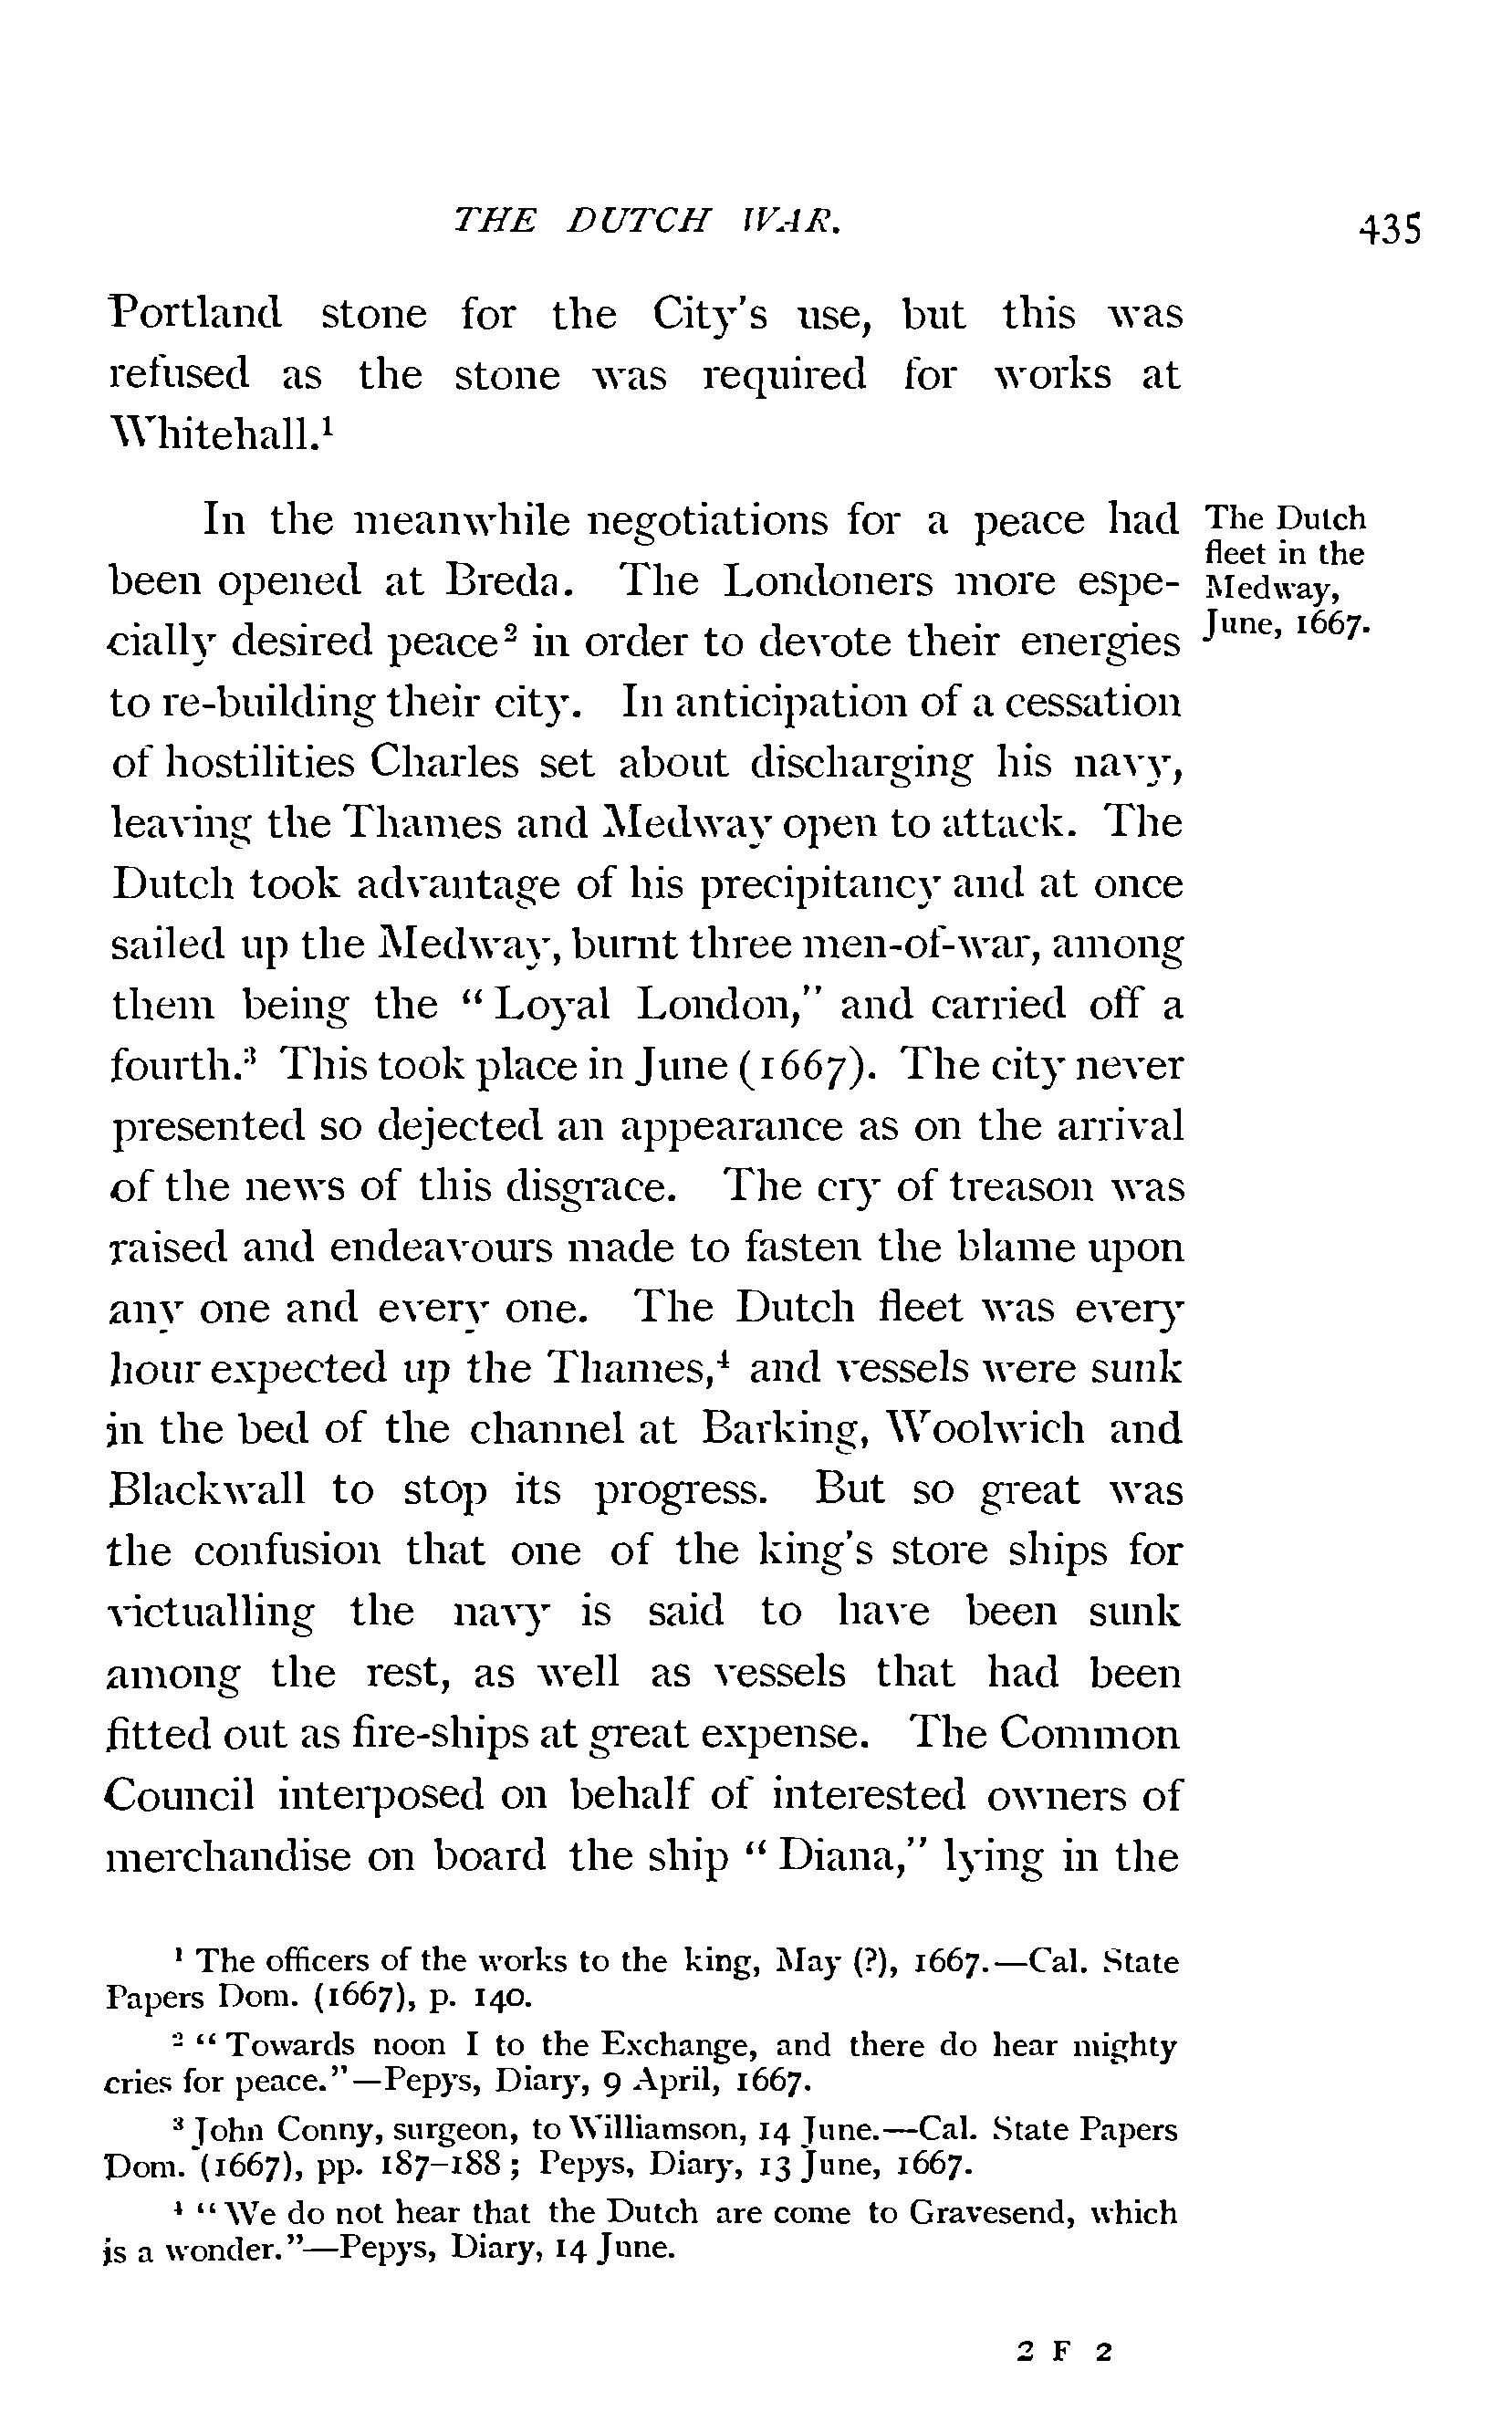 THE DUTCH WAR. 435
Portland stone for the City's use, but this was
refused as the stone was required for works at
Whitehall.¹
In the meanwhile negotiations for a peace had
been opened at Breda. The Londoners more espe-
cially desired peace² in order to devote their energies
to re-building their city. In anticipation of a cessation
of hostilities Charles set about discharging his navy,
leaving the Thames and Medway open to attack. The
Dutch took advantage of his precipitancy and at once
sailed up the Medway, burnt three men-of-war, among
them being the “Loyal London,” and carried off a
fourth.³ This took place in June (1667). The city never
presented so dejected an appearance as on the arrival
of the news of this disgrace. The cry of treason was
raised and endeavours made to fasten the blame upon
any one and every one. The Dutch fleet was every
hour expected up the Thames,⁴ and vessels were sunk
in the bed of the channel at Barking, Woolwich and
Blackwall to stop its progress. But so great was
the confusion that one of the king's store ships for
victualling the navy is said to have been sunk
among the rest, as well as vessels that had been
fitted out as fire-ships at great expense. The Common
Council interposed on behalf of interested owners of
merchandise on board the ship “Diana,” lying in the
The Dutch
fleet in the
Medway,
June, 1667.
¹ The officers of the works to the king, May (?), 1667.—Cal. State
Papers Dom. (1667), p. 140.
² “Towards noon I to the Exchange, and there do hear mighty
cries for peace.”—Pepys, Diary, 9 April, 1667.
³ John Conny, surgeon, to Williamson, 14 June.—Cal. State Papers
Dom. (1667), pp. 187-188; Pepys, Diary, 13 June, 1667.
⁴ “We do not hear that the Dutch are come to Gravesend, which
is a wonder.”—Pepys, Diary, 14 June.
2 F 2